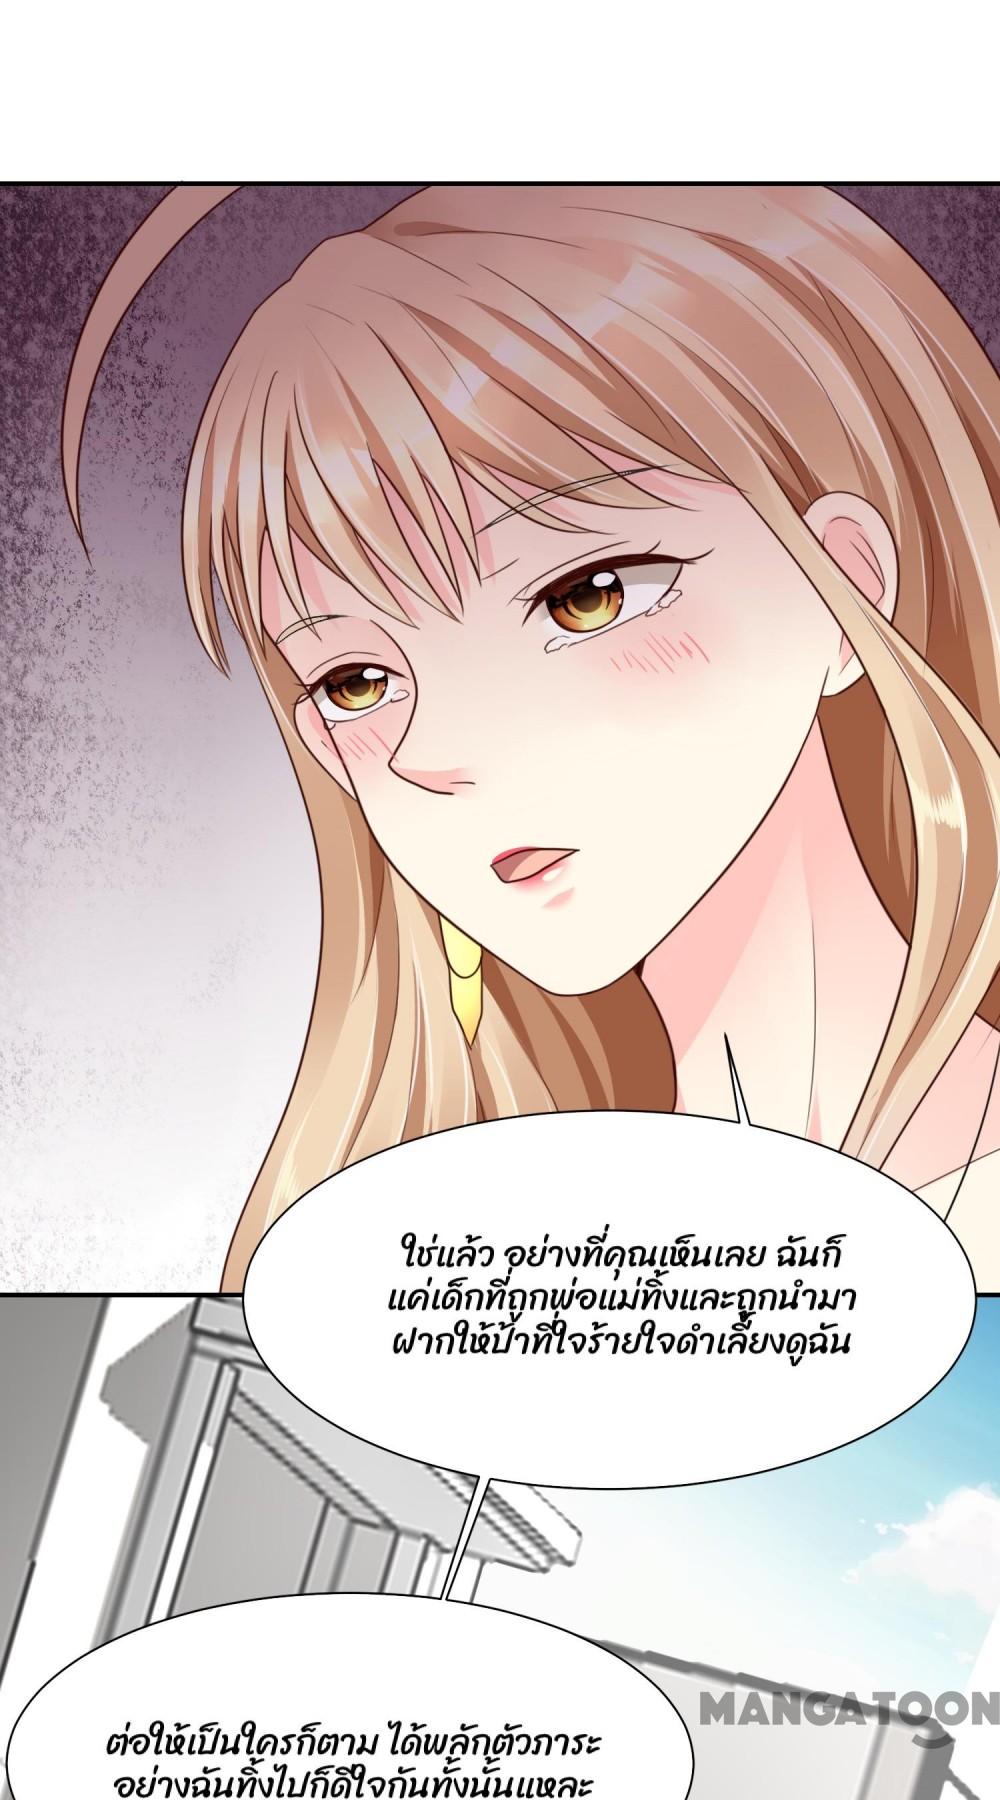 ใช่แล้ว อย่างที่คุณเห็นเลย ฉันก็
แค่เด็กที่ถูกพ่อแม่ทิ้งและถูกนำมา
ฝากให้ป้าที่ใจร้ายใจดำเลี้ยงดูฉัน
MANGATOON
ต่อให้เป็นใครก็ตาม ได้พลักตัวภาระ
อย่างฉันทิ้งไปก็ดีใจกันทั้งนั้นแหละ